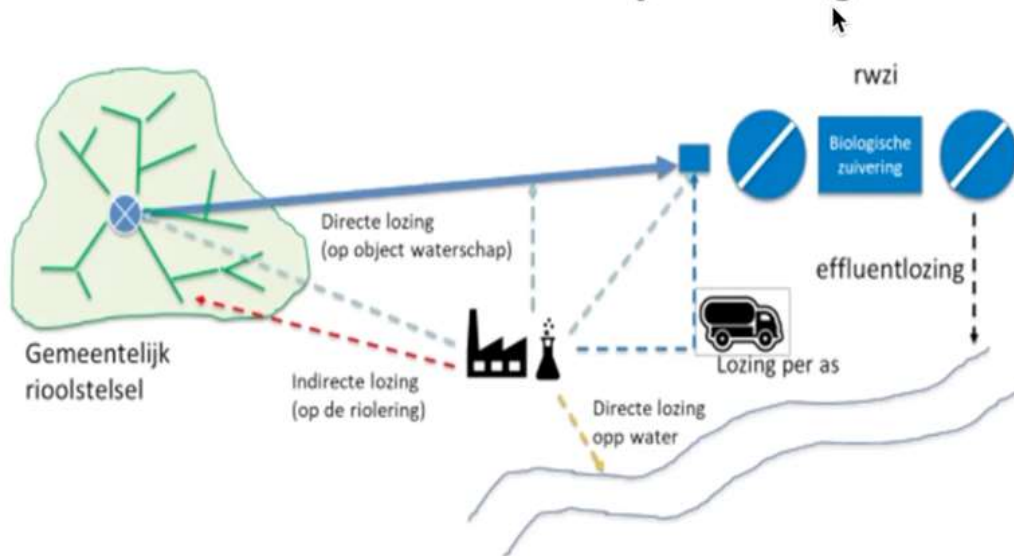 rwzi
Biologische
zuivering
Directe lozing
(op object waterschap)
effluentlozing
Gemeentelijk
rioolstelsel
Indirecte lozing
(op de riolering)
Lozing per as
Directe lozing
opp water